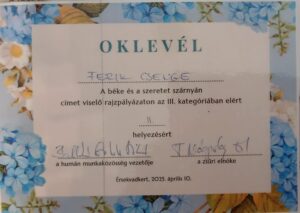 OKLEVÉL
FERIK CSENGE
A béke és a szeretet szárnyán
címet viselő rajzpályázaton az III. kategóriában elért
II.
helyezésért
a humán munkaközösség vezetője
a zsűri elnöke
Érsekvadkert, 2025. április 10.